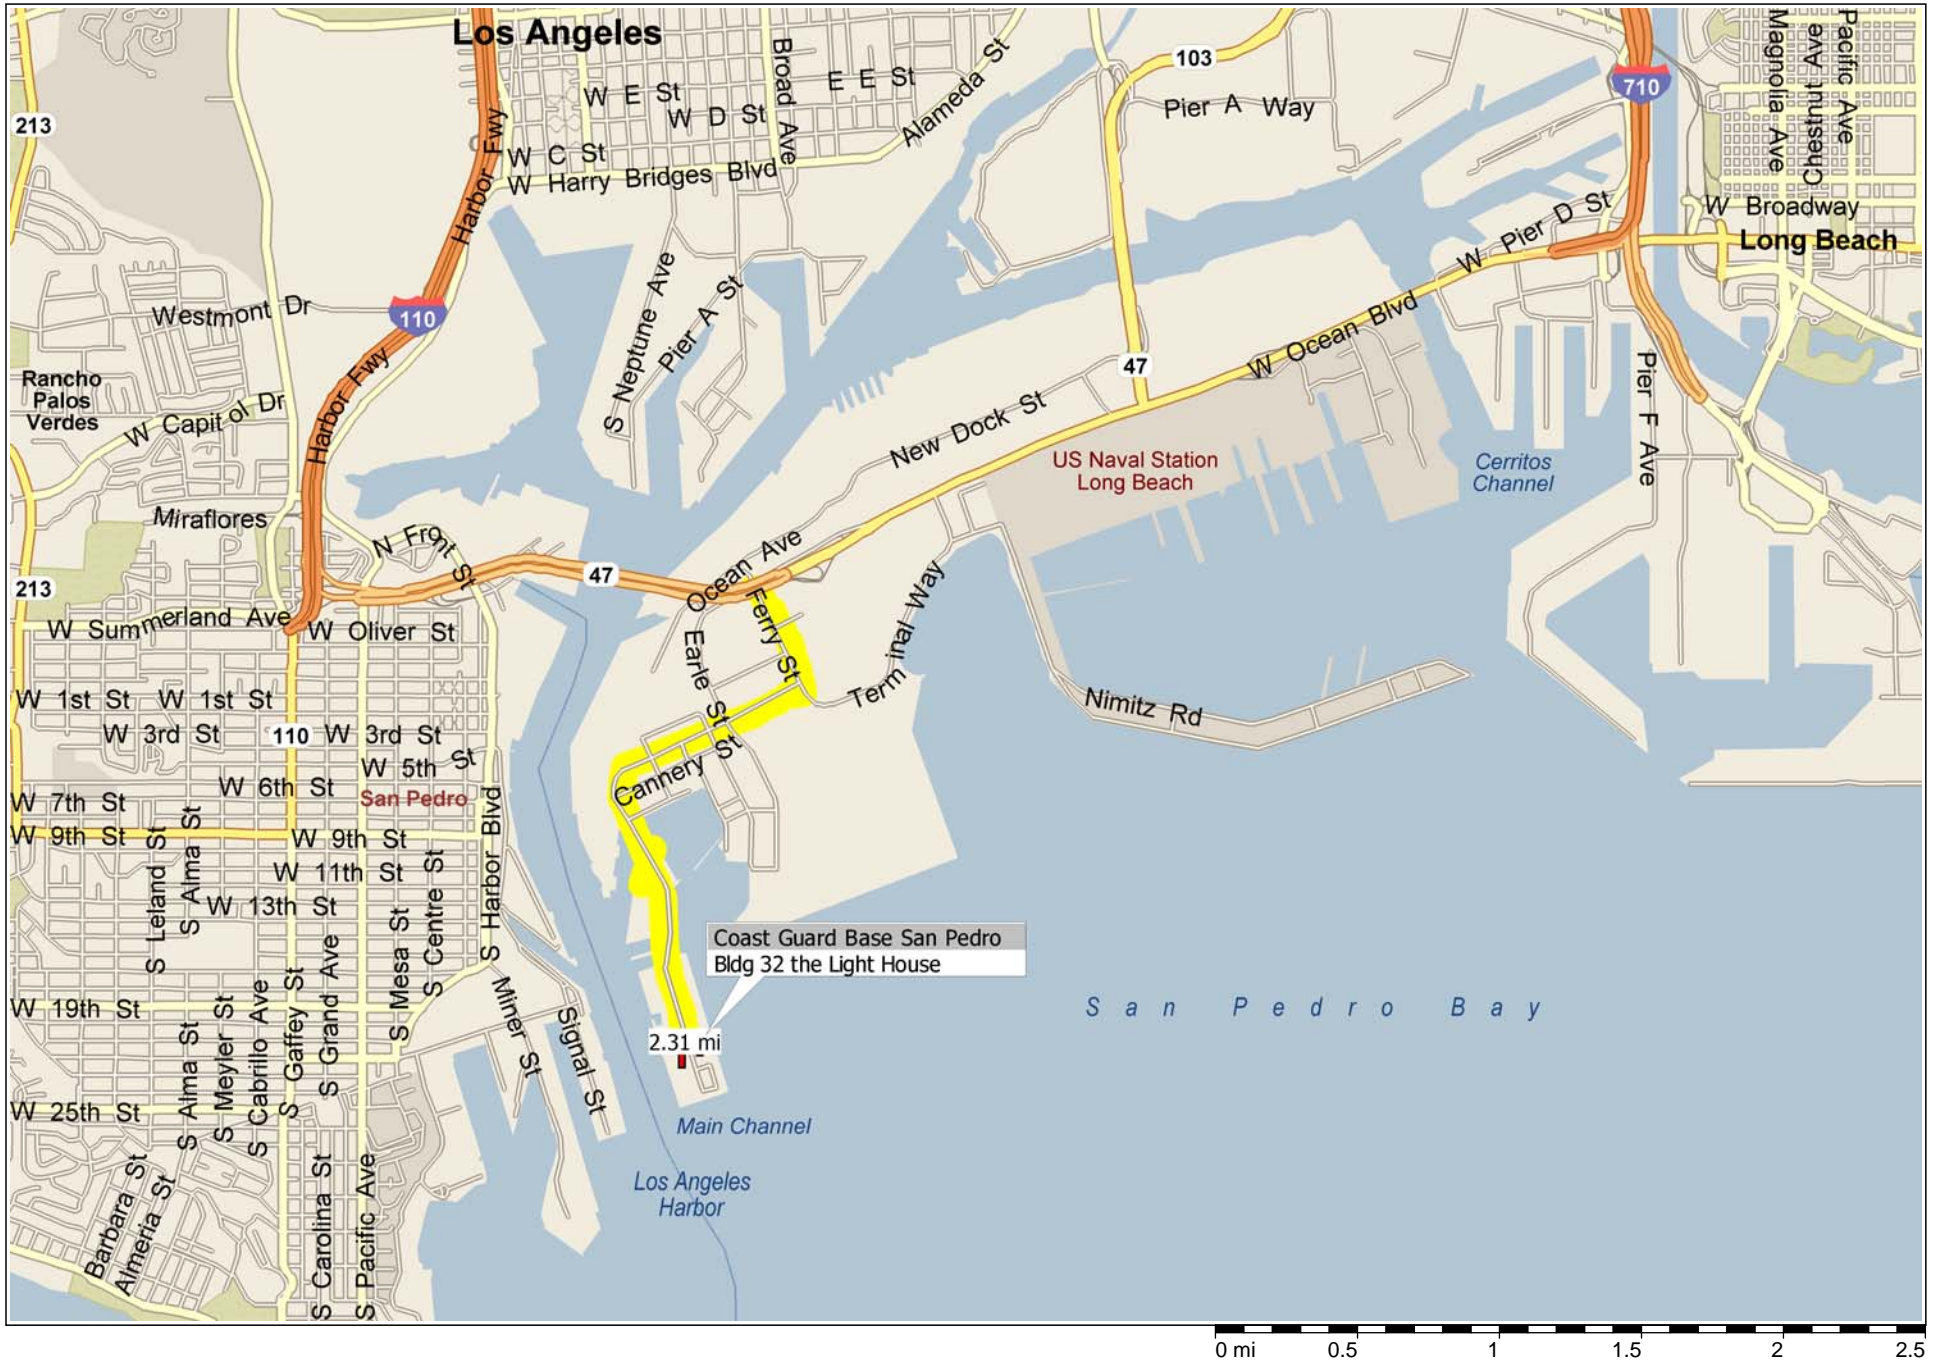 Los Angeles
103
710
213
W E St
E E St
Broad Ave
Alameda St
Pier A Way
W D St
W C St
W Harry Bridges Blvd
Harbor Fwy
Magnolia Ave
Chestnut Ave
Pacific Ave
W Broadway
Long Beach
W Pier D St
Westmont Dr
110
S Neptune Ave
Pier A St
W Ocean Blvd
47
Harbor Fwy
Rancho
Palos
Verdes
W Capitol Dr
New Dock St
Pier F Ave
US Naval Station
Long Beach
Cerritos
Channel
Miraflores
N Front St
Ocean Ave
47
213
W Summerland Ave
W Oliver St
Ferry St
Earle St
Terminal Way
Nimitz Rd
W 1st St
W 1st St
W 3rd St
110
W 3rd St
W 5th St
W 6th St
San Pedro
Cannery St
W 7th St
W 9th St
W 9th St
W 11th St
W 13th St
S Leland St
S Alma St
S Centre St
S Harbor Blvd
S Mesa St
S Grand Ave
S Gaffey St
Coast Guard Base San Pedro
Bldg 32 the Light House
2.31 mi
W 19th St
San Pedro Bay
Miner St
Signal St
S Alma St
S Meyler St
S Cabrillo Ave
W 25th St
Main Channel
Los Angeles
Harbor
Barbara St
Almeria St
S Carolina St
S Pacific Ave
0 mi 0.5 1 1.5 2 2.5